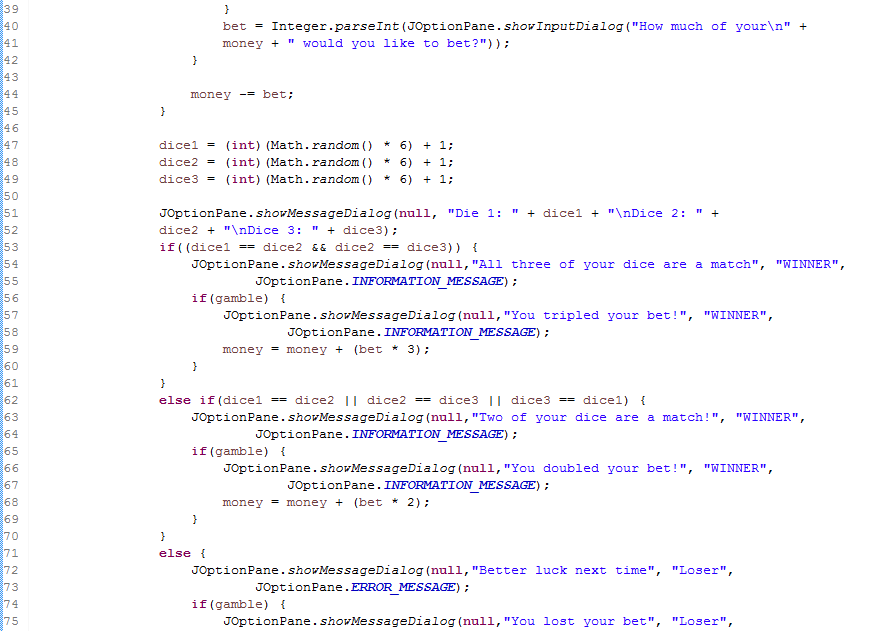 39                         }
40                         bet = Integer.parseInt(JOptionPane.showInputDialog("How much of your\n" +
41                         money + " would you like to bet?"));
42                     }
43
44                     money -= bet;
45                 }
46
47                 dice1 = (int)(Math.random() * 6) + 1;
48                 dice2 = (int)(Math.random() * 6) + 1;
49                 dice3 = (int)(Math.random() * 6) + 1;
50
51                 JOptionPane.showMessageDialog(null, "Die 1: " + dice1 + "\nDice 2: " +
52                 dice2 + "\nDice 3: " + dice3);
53                 if((dice1 == dice2 && dice2 == dice3)) {
54                     JOptionPane.showMessageDialog(null,"All three of your dice are a match", "WINNER",
55                             JOptionPane.INFORMATION_MESSAGE);
56                     if(gamble) {
57                         JOptionPane.showMessageDialog(null,"You tripled your bet!", "WINNER",
58                                 JOptionPane.INFORMATION_MESSAGE);
59                         money = money + (bet * 3);
60                     }
61                 }
62                 else if(dice1 == dice2 || dice2 == dice3 || dice3 == dice1) {
63                     JOptionPane.showMessageDialog(null,"Two of your dice are a match!", "WINNER",
64                             JOptionPane.INFORMATION_MESSAGE);
65                     if(gamble) {
66                         JOptionPane.showMessageDialog(null,"You doubled your bet!", "WINNER",
67                                 JOptionPane.INFORMATION_MESSAGE);
68                         money = money + (bet * 2);
69                     }
70                 }
71                 else {
72                     JOptionPane.showMessageDialog(null,"Better luck next time", "Loser",
73                             JOptionPane.ERROR_MESSAGE);
74                     if(gamble) {
75                         JOptionPane.showMessageDialog(null,"You lost your bet", "Loser",